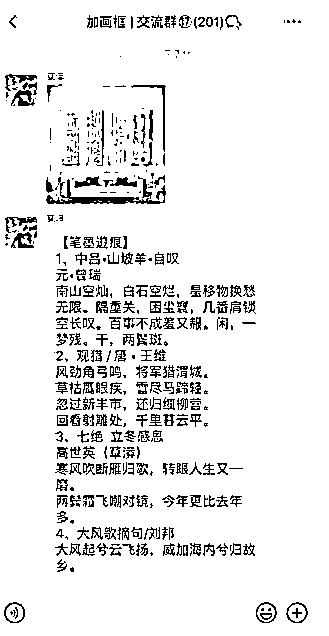 加画框 | 交流群⑰(201)
【笔墨遗痕】
1、中吕·山坡羊·自叹
元·曾瑞
南山空灿，白石空烂，星移物换愁
无限。隔重关，困尘寰，几番肩锁
空长叹。百事不成羞又赧。闲，一
梦残。干，两鬓斑。
2、观猎 / 唐·王维
风劲角弓鸣，将军猎渭城。
草枯鹰眼疾，雪尽马蹄轻。
忽过新丰市，还归细柳营。
回看射雕处，千里暮云平。
3、七绝 立冬感怀
高世英
寒风吹断雁归歌，转眼人生又一
磨。
两鬓霜飞嘲对镜，今年更比去年
多。
4、大风歌摘句/刘邦
大风起兮云飞扬，威加海内兮归故
乡。